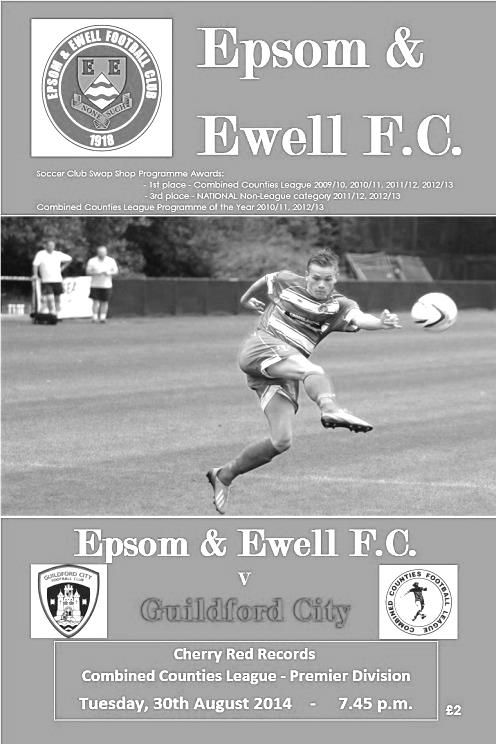 EPSOM & EWELL FOOTBALL CLUB
E E
NON SUCH
1918
Epsom &
Ewell F.C.
Soccer Club Swap Shop Programme Awards:
- 1st place - Combined Counties League 2009/10, 2010/11, 2011/12, 2012/13
- 3rd place - NATIONAL Non-League category 2011/12, 2012/13
Combined Counties League Programme of the Year 2010/11, 2012/13
Epsom & Ewell F.C.
v
Guildford City
GUILDFORD CITY
FOOTBALL CLUB
COMBINED COUNTIES FOOTBALL LEAGUE
Cherry Red Records
Combined Counties League - Premier Division
Tuesday, 30th August 2014 - 7.45 p.m.
£2